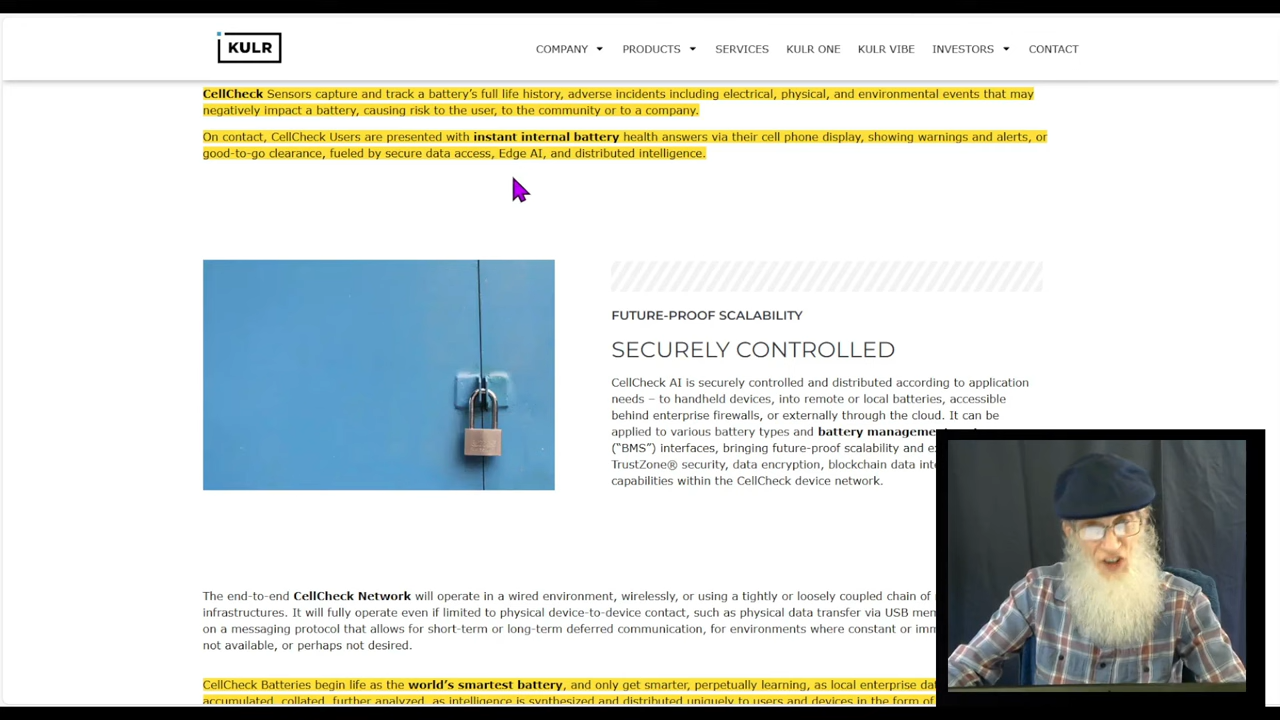 KULR
COMPANY PRODUCTS SERVICES KULR ONE KULR VIBE INVESTORS CONTACT
CellCheck Sensors capture and track a battery's full life history, adverse incidents including electrical, physical, and environmental events that may
negatively impact a battery, causing risk to the user, to the community or to a company.
On contact, CellCheck Users are presented with instant internal battery health answers via their cell phone display, showing warnings and alerts, or
good-to-go clearance, fueled by secure data access, Edge AI, and distributed intelligence.
FUTURE-PROOF SCALABILITY
SECURELY CONTROLLED
CellCheck AI is securely controlled and distributed according to application
needs – to handheld devices, into remote or local batteries, accessible
behind enterprise firewalls, or externally through the cloud. It can be
applied to various battery types and battery
("BMS") interfaces, bringing future-proof scalability and
TrustZone® security, data encryption, blockchain data
capabilities within the CellCheck device network.
The end-to-end CellCheck Network will operate in a wired environment, wirelessly, or using a tightly or loosely coupled chain of
infrastructures. It will fully operate even if limited to physical device-to-device contact, such as physical data transfer via USB
on a messaging protocol that allows for short-term or long-term deferred communication, for environments where constant or
not available, or perhaps not desired.
CellCheck Batteries begin life as the world's smartest battery, and only get smarter, perpetually learning, as local enterprise
accumulated, collated, further analyzed, as intelligence is synthesized and distributed uniquely to users and devices in the form of